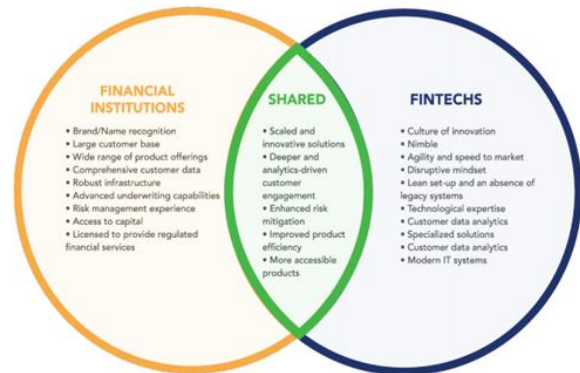 FINANCIAL
INSTITUTIONS
• Brand/Name recognition
• Large customer base
• Wide range of product offerings
• Comprehensive customer data
• Robust infrastructure
• Advanced underwriting capabilities
• Risk management experience
• Access to capital
• Licensed to provide regulated
financial services
SHARED
• Scaled and
innovative solutions
• Deeper and
analytics-driven
customer
engagement
• Enhanced risk
mitigation
• Improved product
efficiency
• More accessible
products
FINTECHS
• Culture of innovation
• Nimble
• Agility and speed to market
• Disruptive mindset
• Lean set-up and an absence of
legacy systems
• Technological expertise
• Customer data analytics
• Specialized solutions
• Customer data analytics
• Modern IT systems